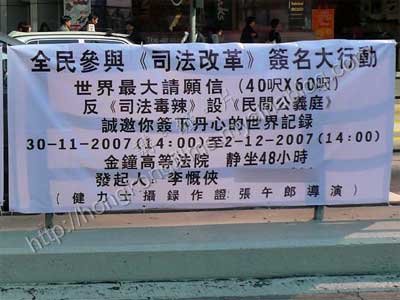 全民參與《司法改革》簽名大行動
世界最大請願信（40呎X60呎）
反《司法毒辣》設《民間公義庭》
誠邀你簽下丹心的世界記錄
30-11-2007(14:00)至2-12-2007(14:00)
金鐘高等法院 静坐48小時
發起人：李慨俠
（健力 攝録作證張午郎導演）